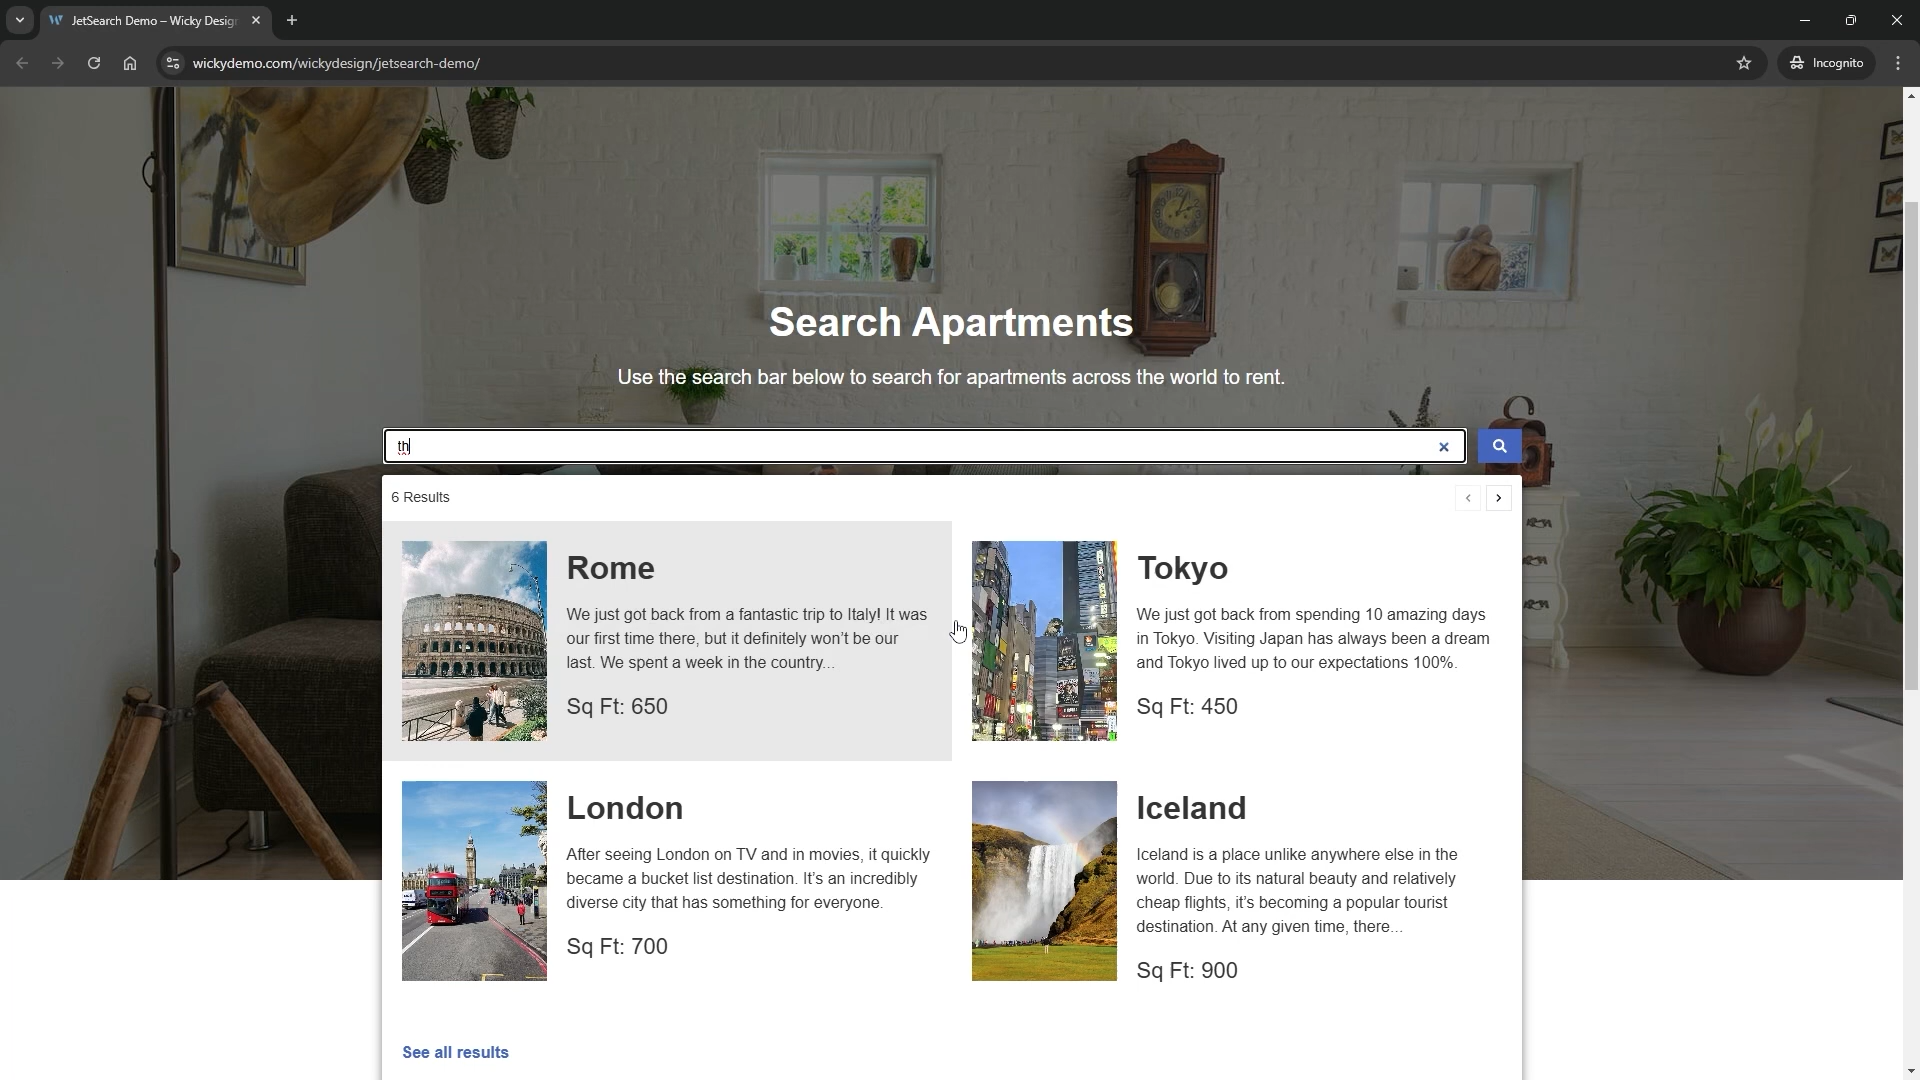 JetSearch Demo – Wicky Desig
wickydemo.com/wickydesign/jetsearch-demo/
Incognito
Search Apartments
Use the search bar below to search for apartments across the world to rent.
th
6 Results
Rome
We just got back from a fantastic trip to Italy! It was
our first time there, but it definitely won't be our
last. We spent a week in the country...
Sq Ft: 650
Tokyo
We just got back from spending 10 amazing days
in Tokyo. Visiting Japan has always been a dream
and Tokyo lived up to our expectations 100%.
Sq Ft: 450
London
After seeing London on TV and in movies, it quickly
became a bucket list destination. It's an incredibly
diverse city that has something for everyone.
Sq Ft: 700
Iceland
Iceland is a place unlike anywhere else in the
world. Due to its natural beauty and relatively
cheap flights, it's becoming a popular tourist
destination. At any given time, there...
Sq Ft: 900
See all results